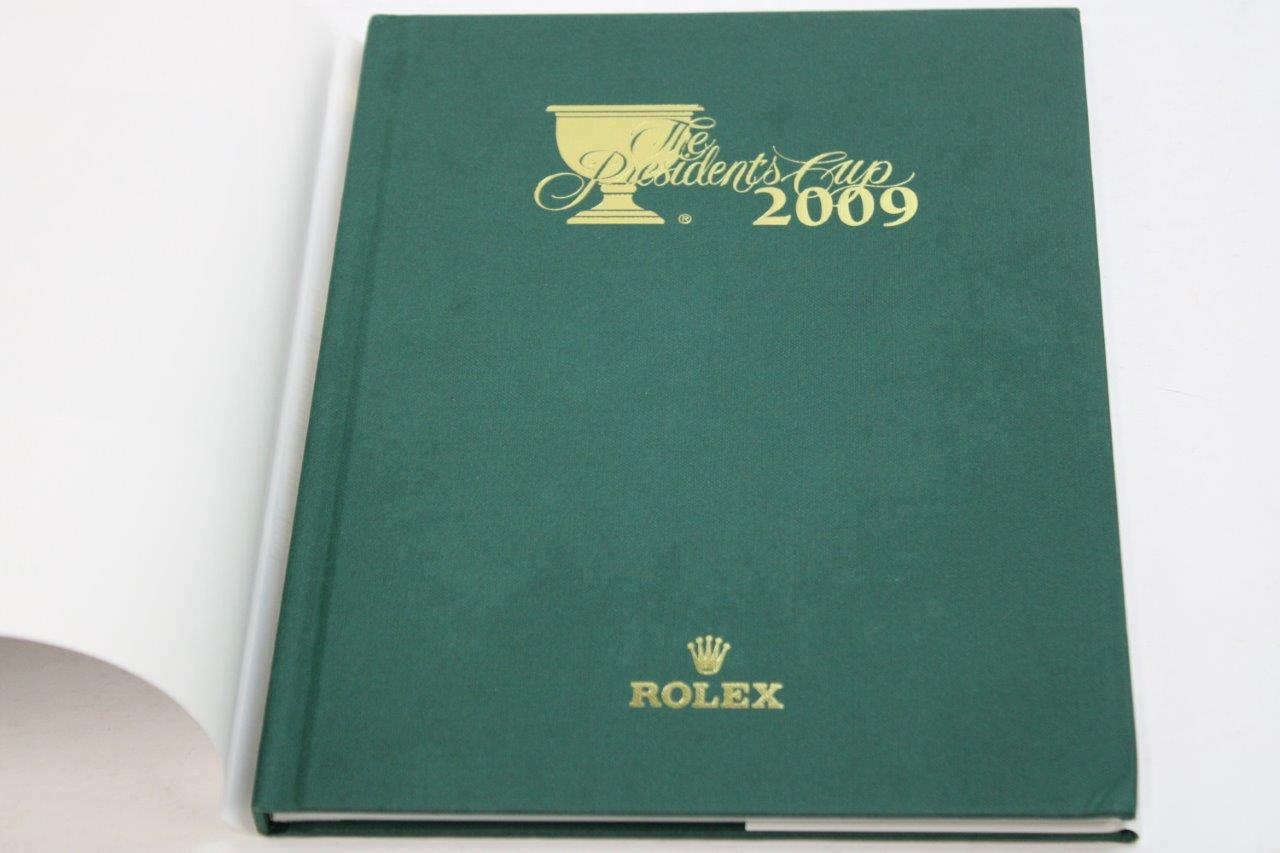 The
Presidents Cup
®
2009
ROLEX